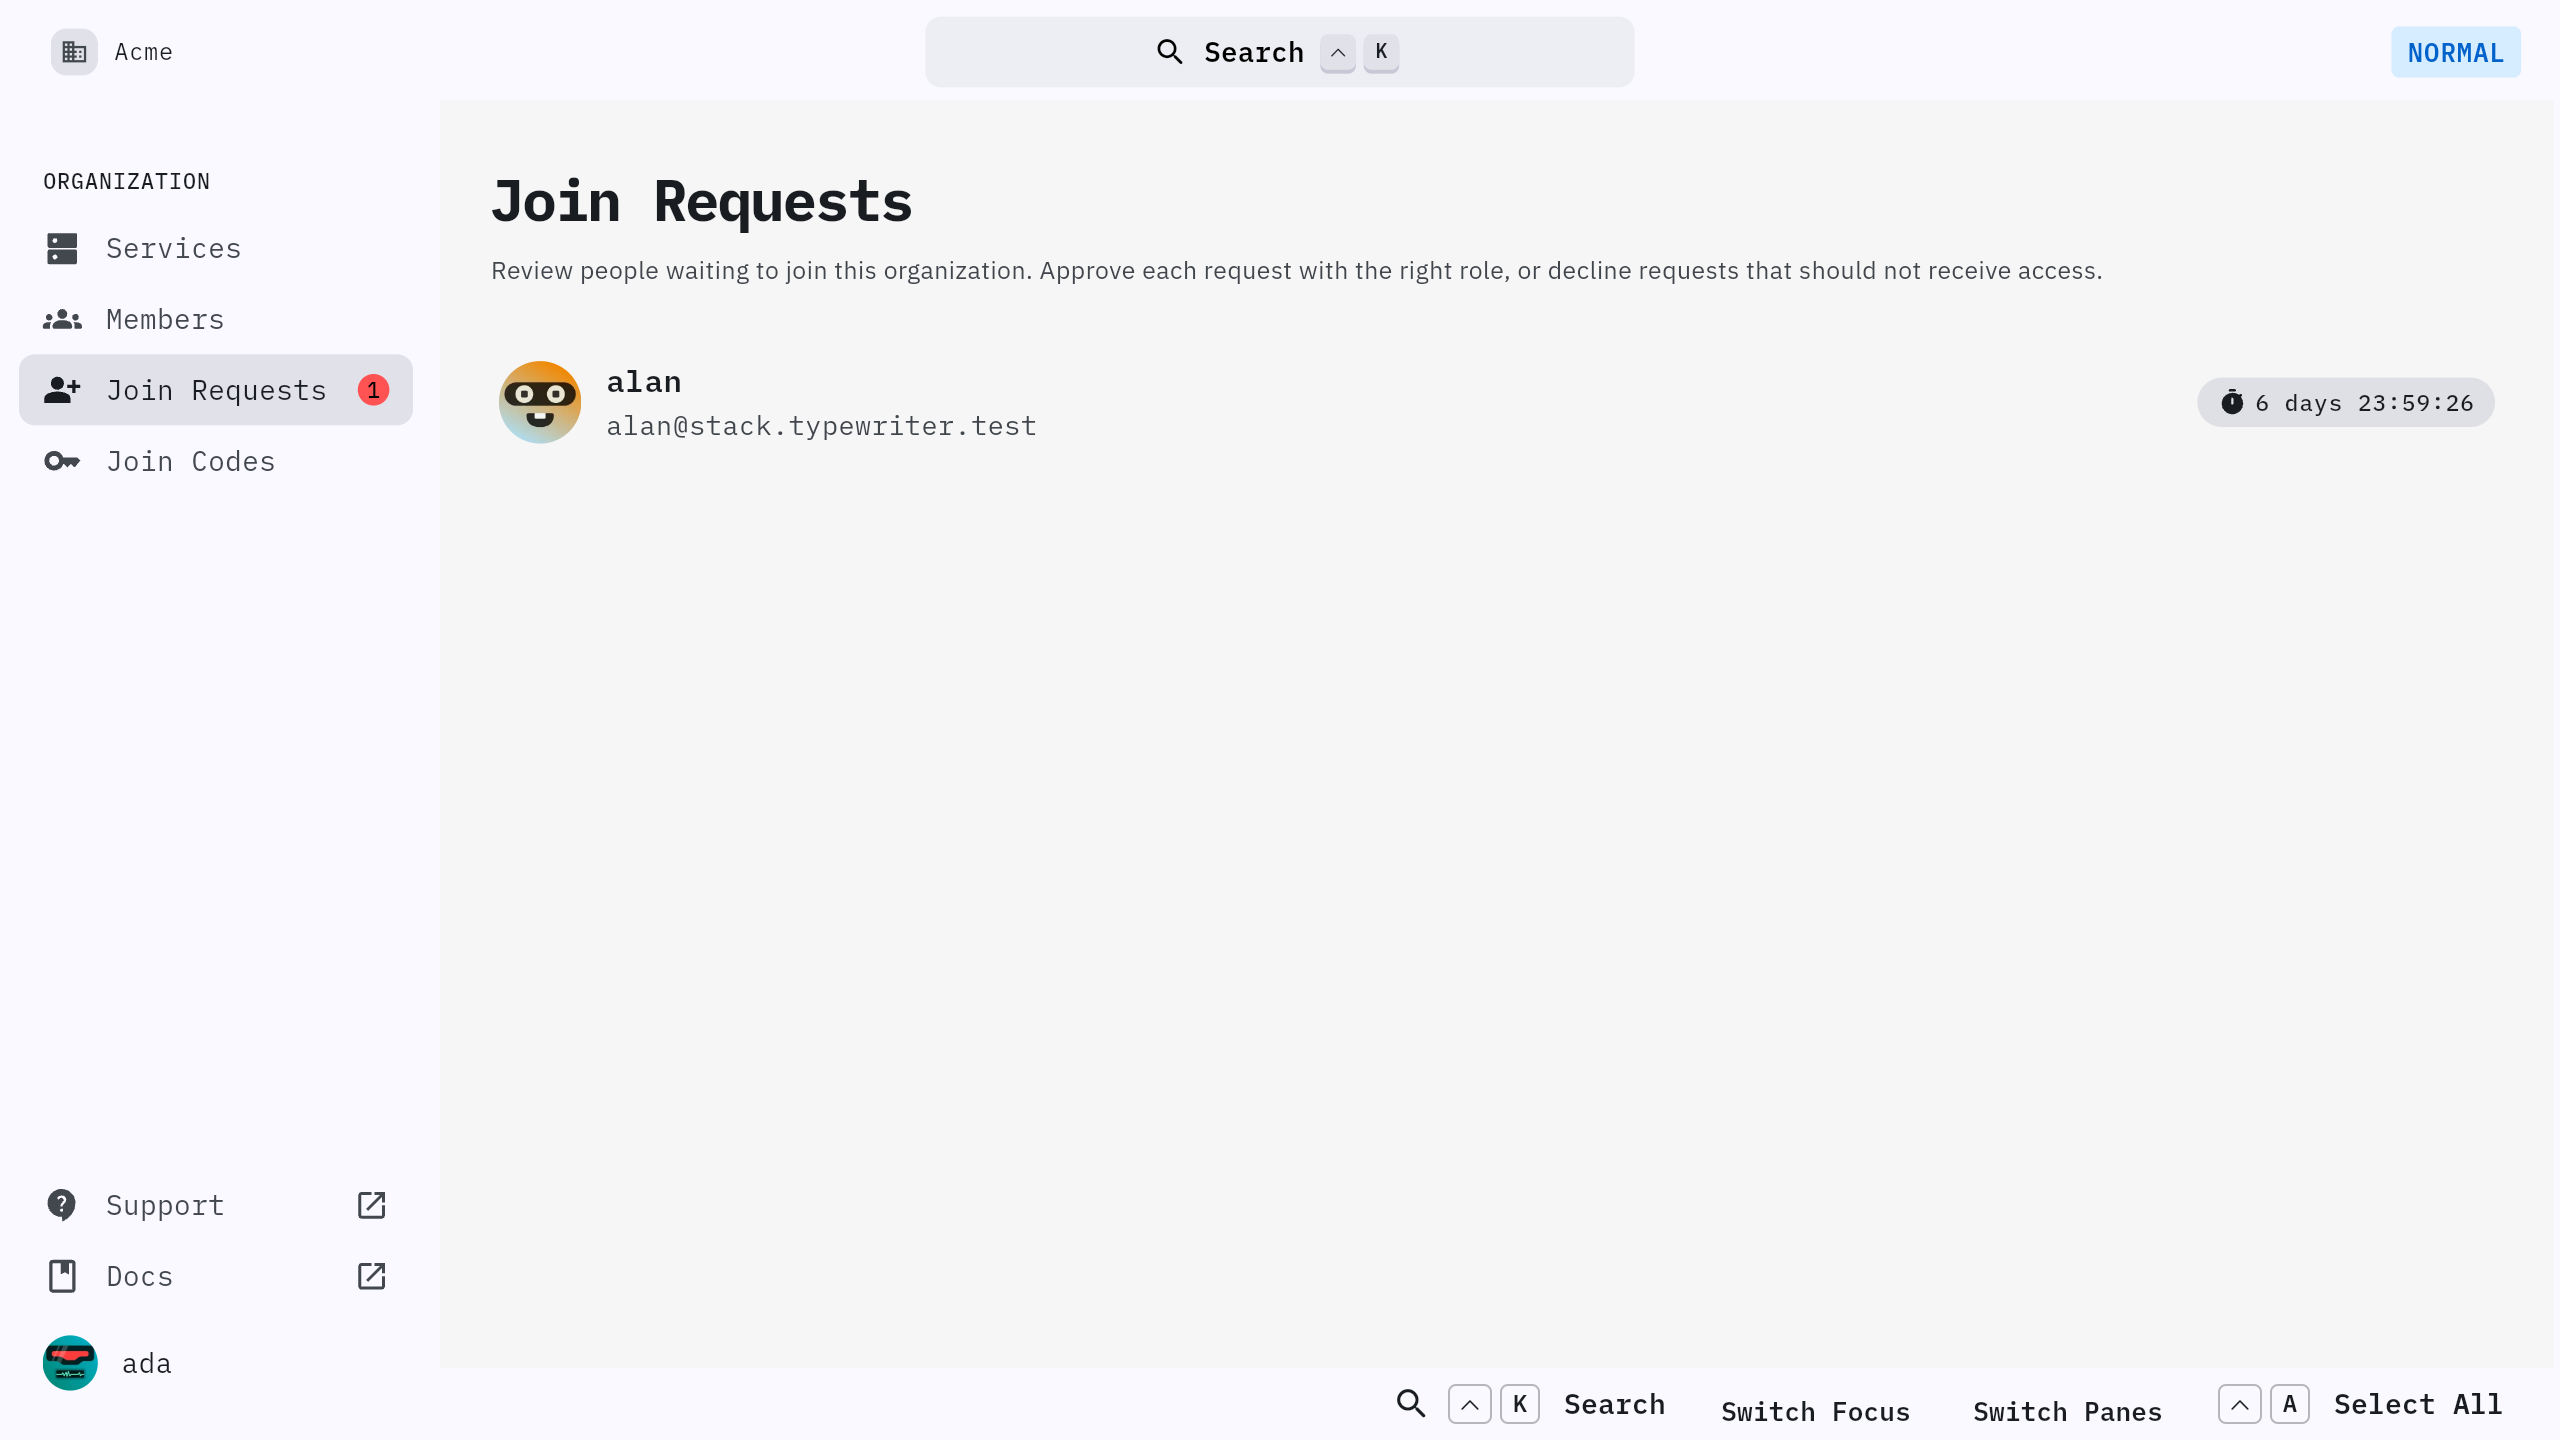 Acme
Search ^ K
NORMAL
ORGANIZATION
Services
Members
Join Requests 1
Join Codes
Join Requests
Review people waiting to join this organization. Approve each request with the right role, or decline requests that should not receive access.
alan
alan@stack.typewriter.test
6 days 23:59:26
Support
Docs
ada
^ K Search
Switch Focus
Switch Panes
^ A Select All